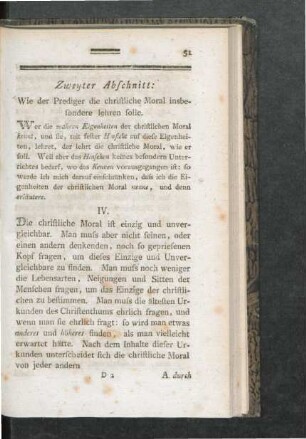 51
Zweyter Abschnitt:
Wie der Prediger die christliche Moral insbe-
sondere lehren solle.
Wer die wahren Eigenheiten der christlichen Moral
kennt, und sie, mit fester Hinsicht auf diese Eigenhei-
ten, lehret, der lehrt die christliche Moral, wie er
soll. Weil aber das Hinsehen keines besondern Unter-
richtes bedarf, wo das Kennen vorausgegangen ist: so
werde ich mich darauf einschränken, dass ich die Ei-
genheiten der christlichen Moral nenne, und denn
erläutere.
IV.
Die christliche Moral ist einzig und unver-
gleichbar. Man muss aber nicht seinen, oder
einen andern denkenden, noch so gepriesenen
Kopf fragen, um dieses Einzige und Unver-
gleichbare zu finden. Man muss noch weniger
die Lebensarten, Neigungen und Sitten der
Menschen fragen, um das Einzige der christli-
chen zu bestimmen. Man muss die ältesten Ur-
kunden des Christenthums ehrlich fragen, und
wenn man sie ehrlich fragt: so wird man etwas
anderes und höheres finden, als man vielleicht
erwartet hätte. Nach dem Inhalte dieser Ur-
kunden unterscheidet sich die christliche Moral
von jeder andern
D 2
A. durch